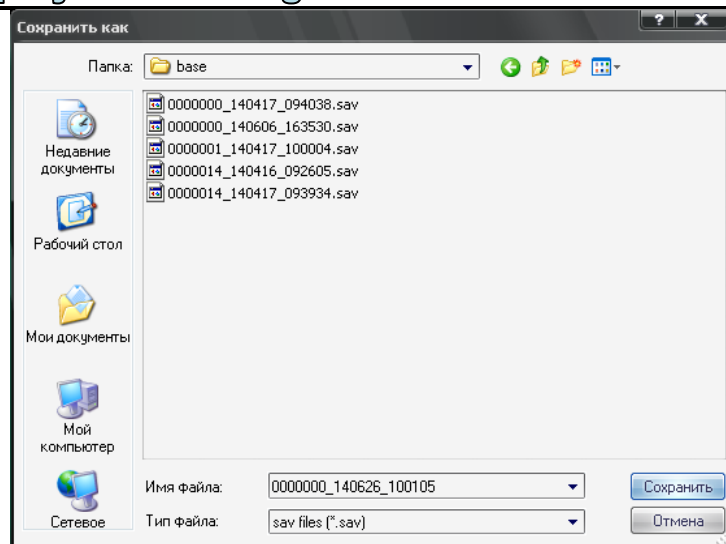 Сохранить как
? X
Папка: base
0000000_140417_094038.sav
0000000_140606_163530.sav
0000001_140417_100004.sav
0000014_140416_092605.sav
0000014_140417_093934.sav
Недавние
документы
Рабочий стол
Мои документы
Мой
компьютер
Сетевое
Имя файла: 0000000_140626_100105 Сохранить
Тип файла: sav files (*.sav) Отмена